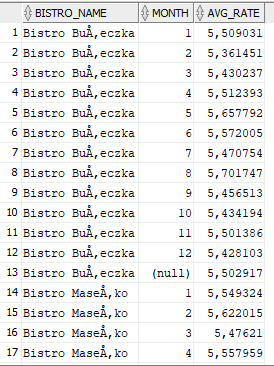 BISTRO_NAME MONTH AVG_RATE
1 Bistro BuÅ‚eczka 1 5,509031
2 Bistro BuÅ‚eczka 2 5,361451
3 Bistro BuÅ‚eczka 3 5,430237
4 Bistro BuÅ‚eczka 4 5,512393
5 Bistro BuÅ‚eczka 5 5,657792
6 Bistro BuÅ‚eczka 6 5,572005
7 Bistro BuÅ‚eczka 7 5,470754
8 Bistro BuÅ‚eczka 8 5,701747
9 Bistro BuÅ‚eczka 9 5,456513
10 Bistro BuÅ‚eczka 10 5,434194
11 Bistro BuÅ‚eczka 11 5,501386
12 Bistro BuÅ‚eczka 12 5,428103
13 Bistro BuÅ‚eczka (null) 5,502917
14 Bistro MaseÅ‚ko 1 5,549324
15 Bistro MaseÅ‚ko 2 5,622015
16 Bistro MaseÅ‚ko 3 5,47621
17 Bistro MaseÅ‚ko 4 5,557959